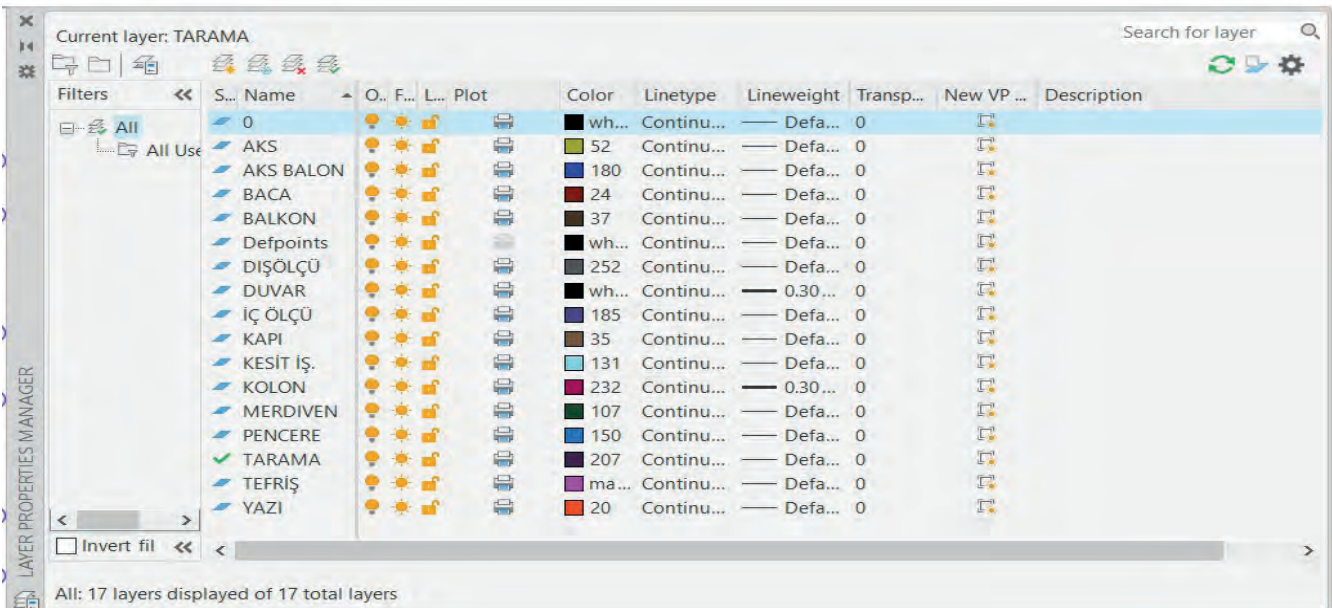 Current layer: TARAMA
Search for layer
Filters
S... Name O.. F... L... Plot Color Linetype Lineweight Transp... New VP ... Description
All
All Use
0 wh... Continu... Defa... 0
AKS 52 Continu... Defa... 0
AKS BALON 180 Continu... Defa... 0
BACA 24 Continu... Defa... 0
BALKON 37 Continu... Defa... 0
Defpoints wh... Continu... Defa... 0
DIŞÖLÇÜ 252 Continu... Defa... 0
DUVAR wh... Continu... 0.30... 0
İÇ ÖLÇÜ 185 Continu... Defa... 0
KAPI 35 Continu... Defa... 0
KESİT İŞ. 131 Continu... Defa... 0
KOLON 232 Continu... 0.30... 0
MERDIVEN 107 Continu... Defa... 0
PENCERE 150 Continu... Defa... 0
TARAMA 207 Continu... Defa... 0
TEFRİŞ ma... Continu... Defa... 0
YAZI 20 Continu... Defa... 0
Invert fil
All: 17 layers displayed of 17 total layers
LAYER PROPERTIES MANAGER